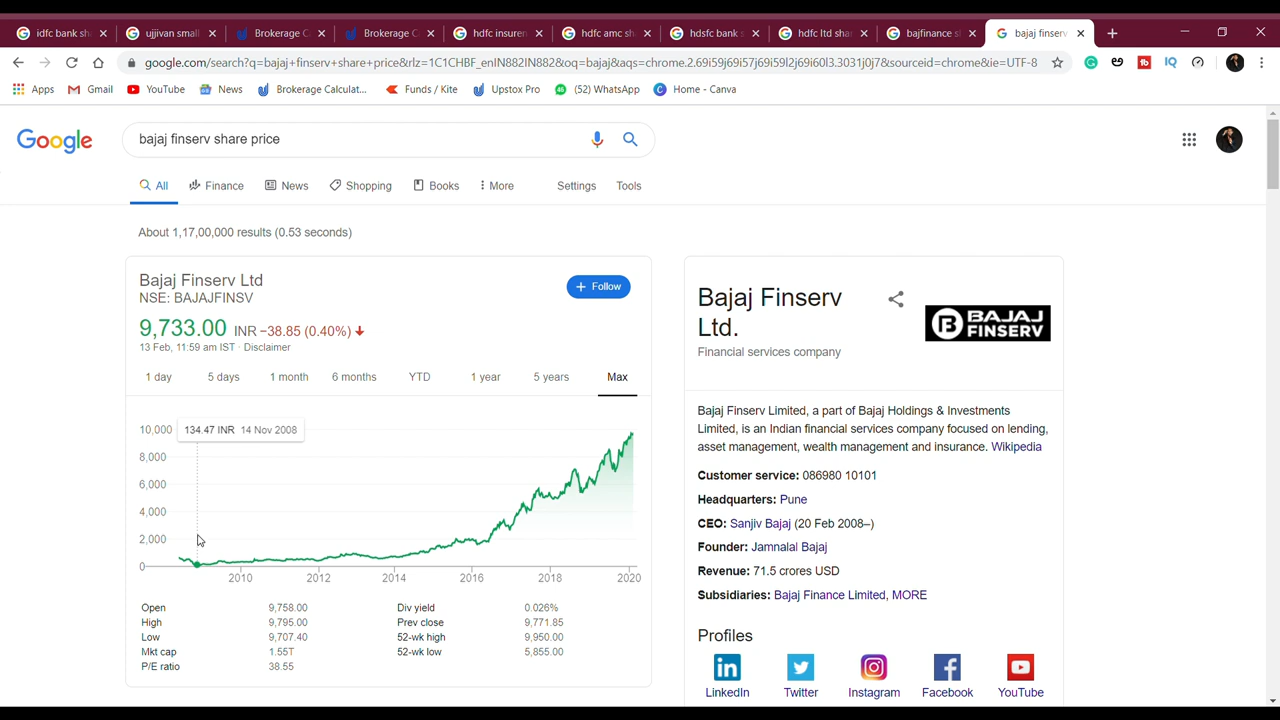 idfc bank sh
ujjivan small
Brokerage C
Brokerage C
hdfc insuren
hdfc amc sh
hdsfc bank s
hdfc ltd shar
bajfinance s
bajaj finserv
google.com/search?q=bajaj+finserv+share+price&rlz=1C1CHBF_enIN882IN882&oq=bajaj&aqs=chrome.2.69i59j69i57j69i59l2j69i60l3.3031j0j7&sourceid=chrome&ie=UTF-8
Apps
Gmail
YouTube
News
Brokerage Calculat...
Funds / Kite
Upstox Pro
(52) WhatsApp
Home - Canva
Google
bajaj finserv share price
All
Finance
News
Shopping
Books
More
Settings
Tools
About 1,17,00,000 results (0.53 seconds)
Bajaj Finserv Ltd
NSE: BAJAJFINSV
+ Follow
9,733.00 INR −38.85 (0.40%)
13 Feb, 11:59 am IST · Disclaimer
1 day 5 days 1 month 6 months YTD 1 year 5 years Max
134.47 INR 14 Nov 2008
10,000
8,000
6,000
4,000
2,000
0
2010 2012 2014 2016 2018 2020
Open 9,758.00 Div yield 0.026%
High 9,795.00 Prev close 9,771.85
Low 9,707.40 52-wk high 9,950.00
Mkt cap 1.55T 52-wk low 5,855.00
P/E ratio 38.55
Bajaj Finserv
Ltd.
Financial services company
BAJAJ
FINSERV
Bajaj Finserv Limited, a part of Bajaj Holdings & Investments
Limited, is an Indian financial services company focused on lending,
asset management, wealth management and insurance. Wikipedia
Customer service: 086980 10101
Headquarters: Pune
CEO: Sanjiv Bajaj (20 Feb 2008–)
Founder: Jamnalal Bajaj
Revenue: 71.5 crores USD
Subsidiaries: Bajaj Finance Limited, MORE
Profiles
LinkedIn
Twitter
Instagram
Facebook
YouTube